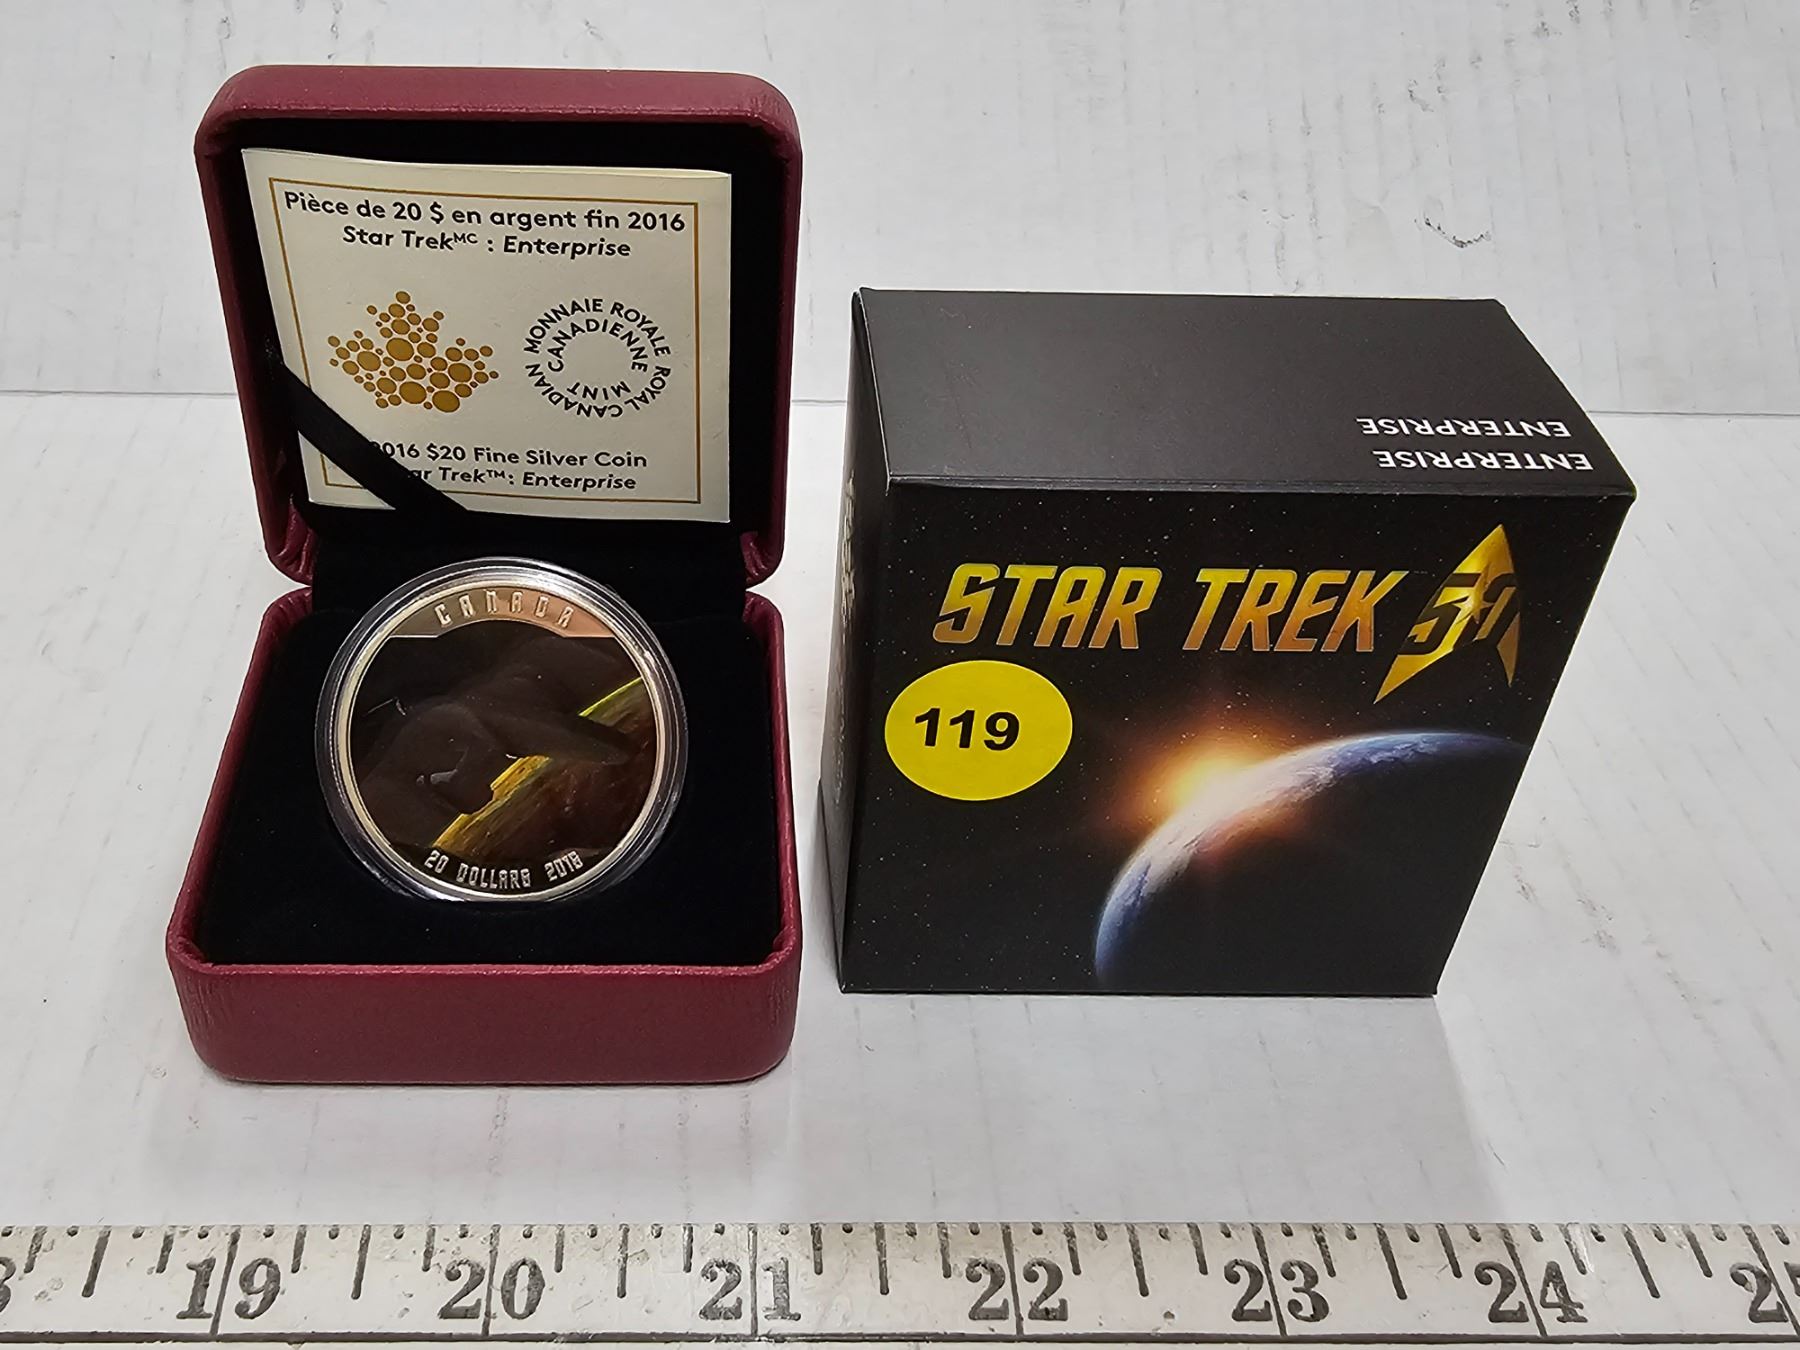 Pièce de 20 $ en argent fin 2016
Star Trekᴹᶜ : Enterprise
MONNAIE ROYALE CANADIENNE
ROYAL CANADIAN MINT
2016 $20 Fine Silver Coin
Star Trek™: Enterprise
CANADA
20 DOLLARS 2016
ENTERPRISE
ENTERPRISE
STAR TREK
50
119
19 20 21 22 23 24